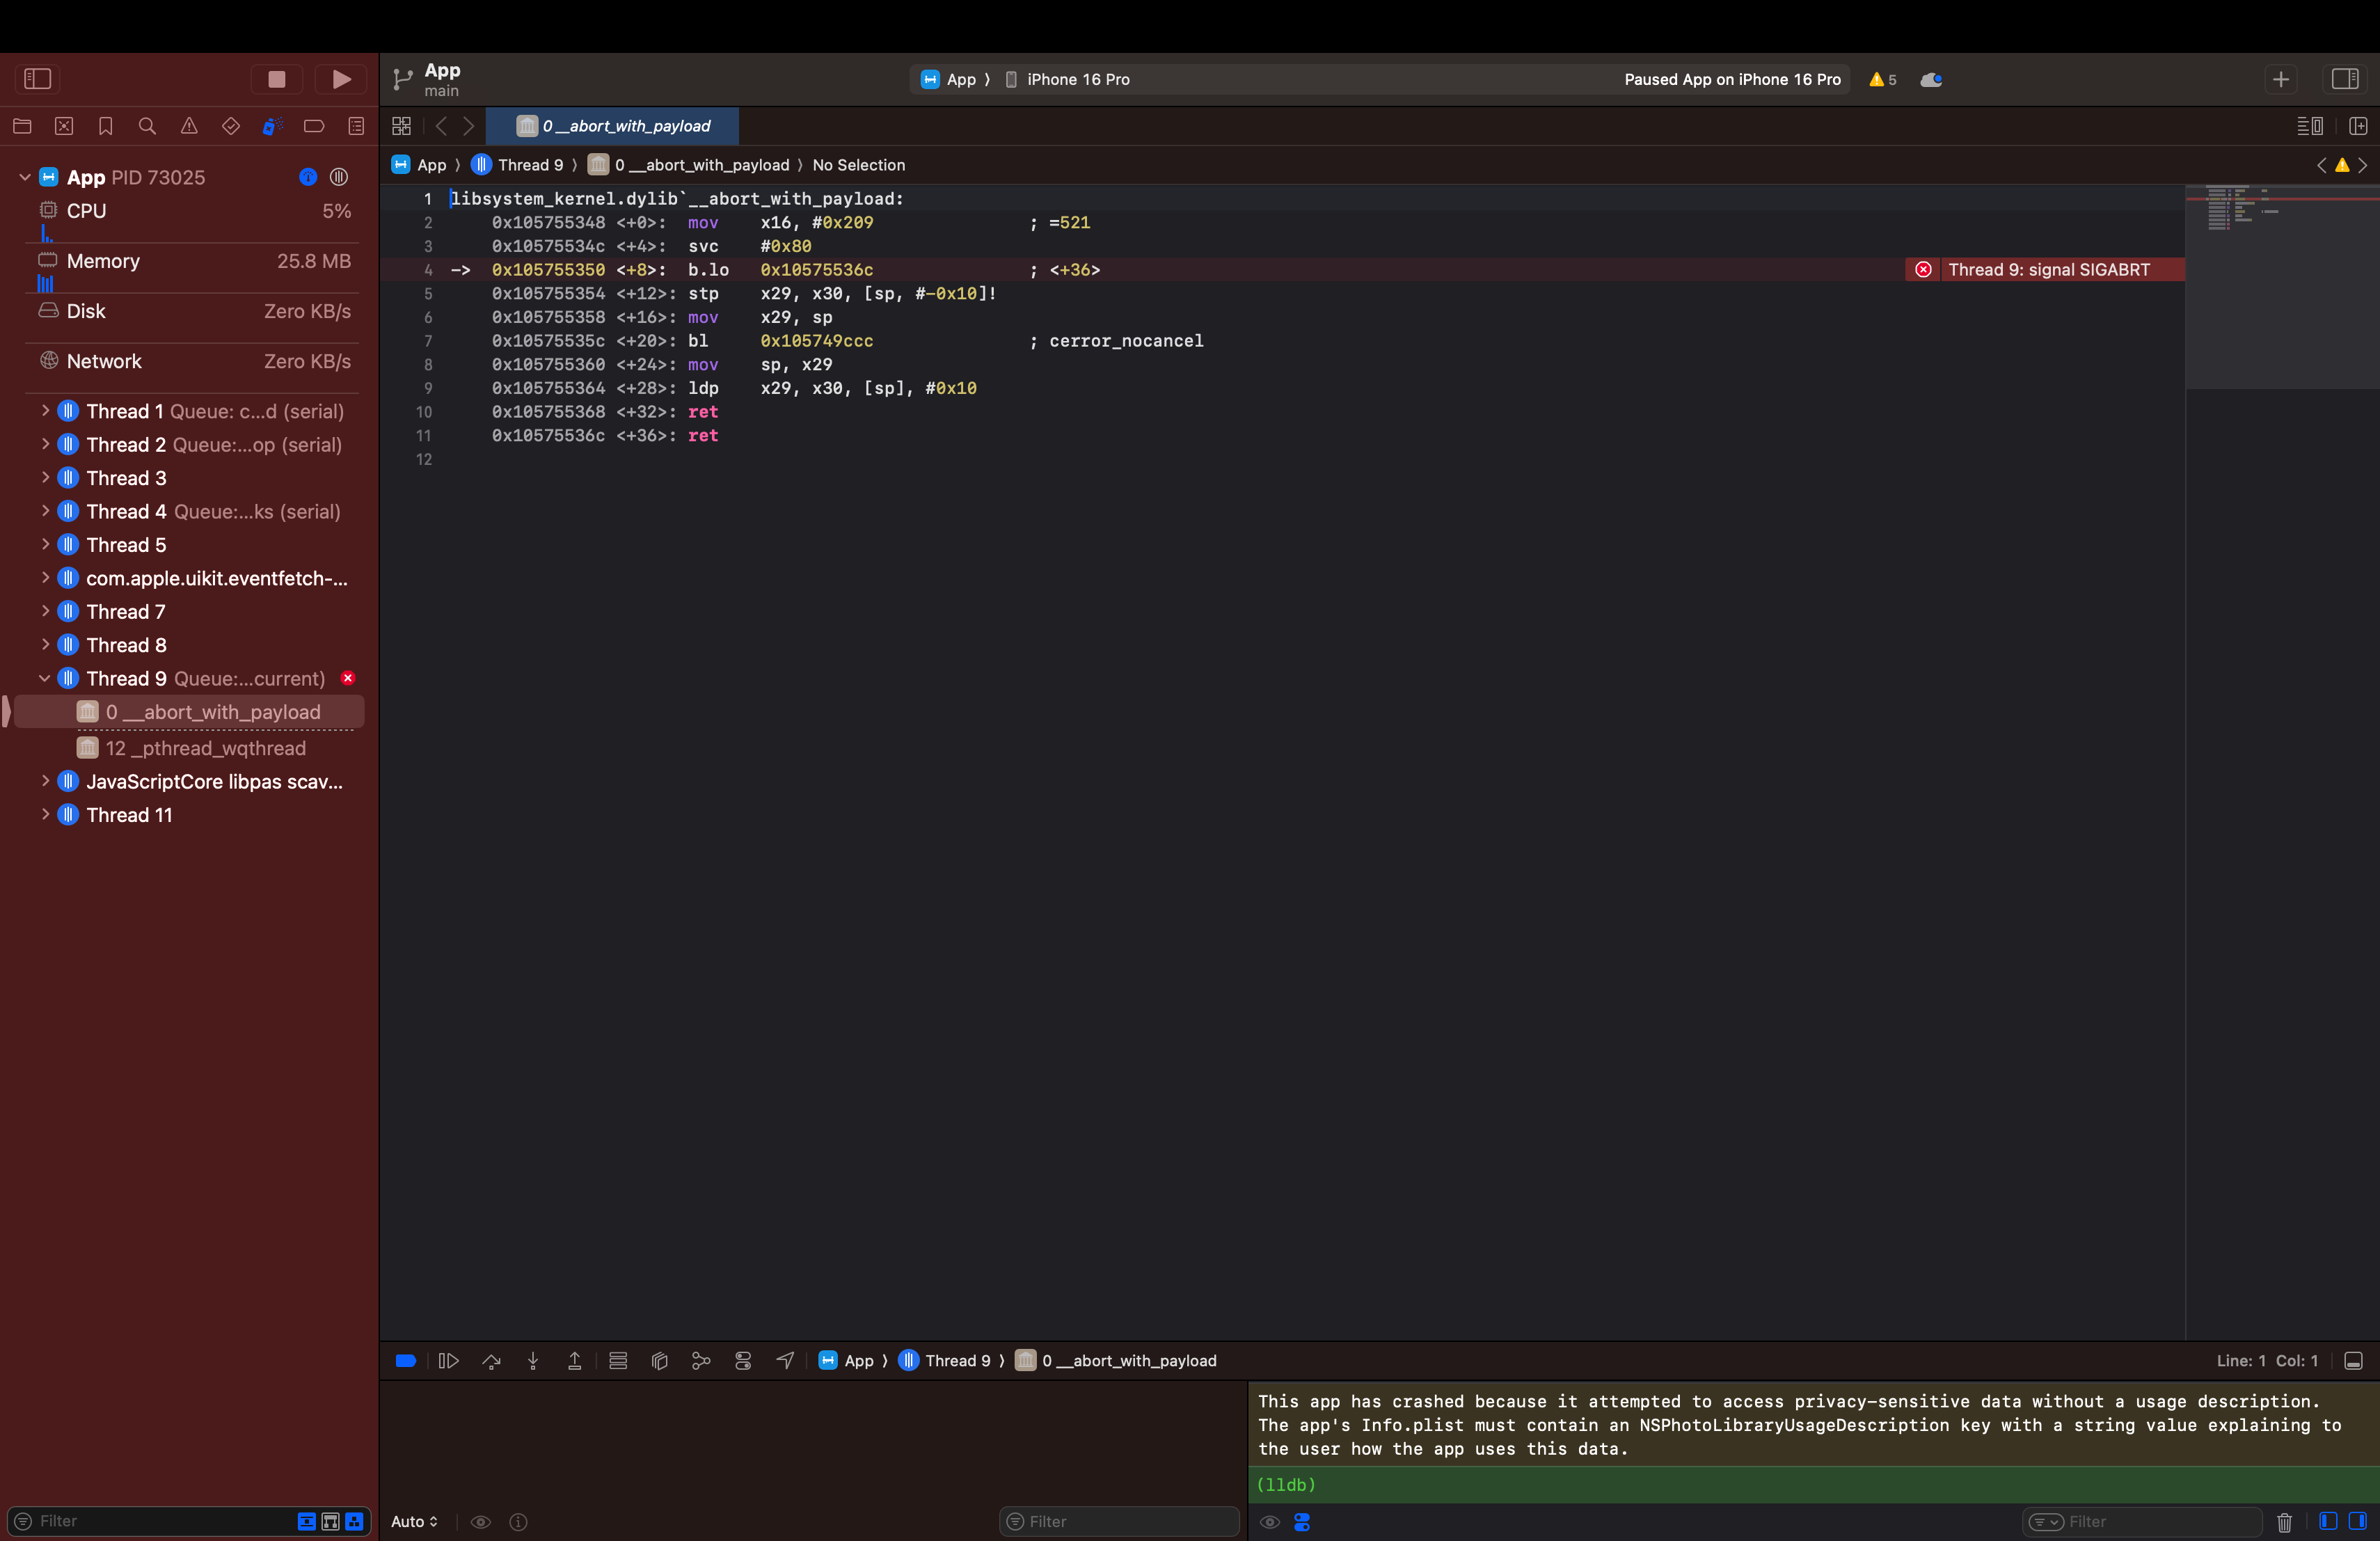 App
main
App 〉 iPhone 16 Pro
Paused App on iPhone 16 Pro
5
0 __abort_with_payload
App 〉 Thread 9 〉 0 __abort_with_payload 〉 No Selection
App PID 73025
CPU 5%
Memory 25.8 MB
Disk Zero KB/s
Network Zero KB/s
Thread 1 Queue: c...d (serial)
Thread 2 Queue:...op (serial)
Thread 3
Thread 4 Queue:...ks (serial)
Thread 5
com.apple.uikit.eventfetch-...
Thread 7
Thread 8
Thread 9 Queue:...current)
0 __abort_with_payload
12 _pthread_wqthread
JavaScriptCore libpas scav...
Thread 11
Filter
1 libsystem_kernel.dylib`__abort_with_payload:
2 0x105755348 <+0>: mov x16, #0x209 ; =521
3 0x10575534c <+4>: svc #0x80
4 -> 0x105755350 <+8>: b.lo 0x10575536c ; <+36>
Thread 9: signal SIGABRT
5 0x105755354 <+12>: stp x29, x30, [sp, #-0x10]!
6 0x105755358 <+16>: mov x29, sp
7 0x10575535c <+20>: bl 0x105749ccc ; cerror_nocancel
8 0x105755360 <+24>: mov sp, x29
9 0x105755364 <+28>: ldp x29, x30, [sp], #0x10
10 0x105755368 <+32>: ret
11 0x10575536c <+36>: ret
12
App 〉 Thread 9 〉 0 __abort_with_payload
Line: 1 Col: 1
This app has crashed because it attempted to access privacy-sensitive data without a usage description.
The app's Info.plist must contain an NSPhotoLibraryUsageDescription key with a string value explaining to
the user how the app uses this data.
(lldb)
Auto
Filter
Filter